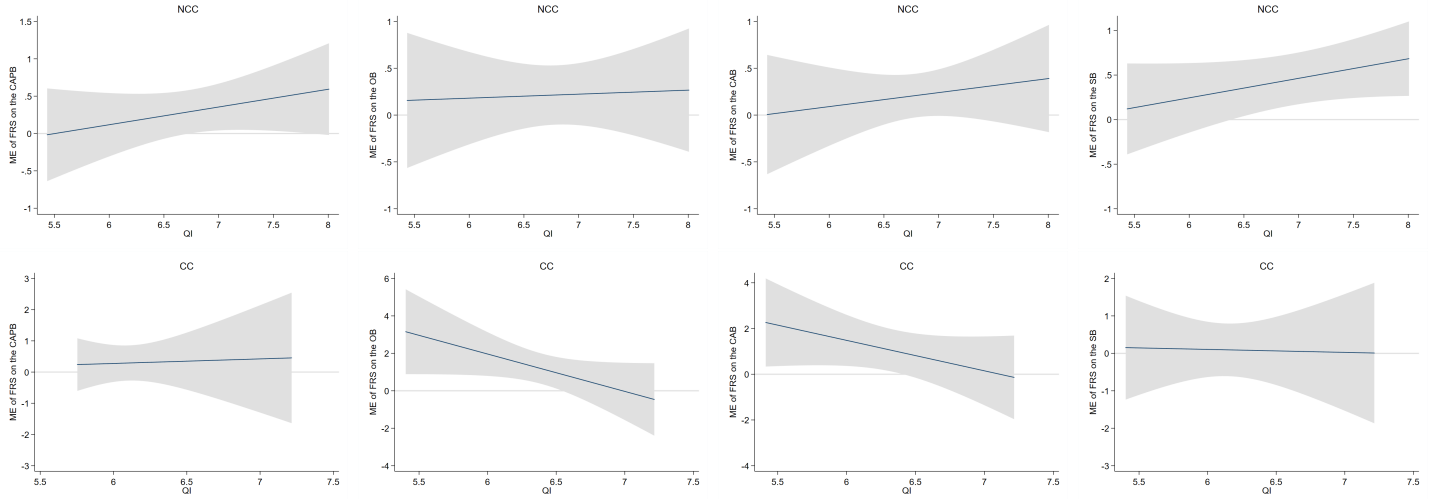 NCC
ME of FRS on the CAPB
1.5
1
.5
0
-.5
-1
5.5 6 6.5 7 7.5 8
QI
NCC
ME of FRS on the OB
1
.5
0
-.5
-1
5.5 6 6.5 7 7.5 8
QI
NCC
ME of FRS on the CAB
1
.5
0
-.5
-1
5.5 6 6.5 7 7.5 8
QI
NCC
ME of FRS on the SB
1
.5
0
-.5
-1
5.5 6 6.5 7 7.5 8
QI
CC
ME of FRS on the CAPB
3
2
1
0
-1
-2
-3
5.5 6 6.5 7 7.5
QI
CC
ME of FRS on the OB
6
4
2
0
-2
-4
5.5 6 6.5 7 7.5
QI
CC
ME of FRS on the CAB
4
2
0
-2
-4
5.5 6 6.5 7 7.5
QI
CC
ME of FRS on the SB
2
1
0
-1
-2
-3
5.5 6 6.5 7 7.5
QI